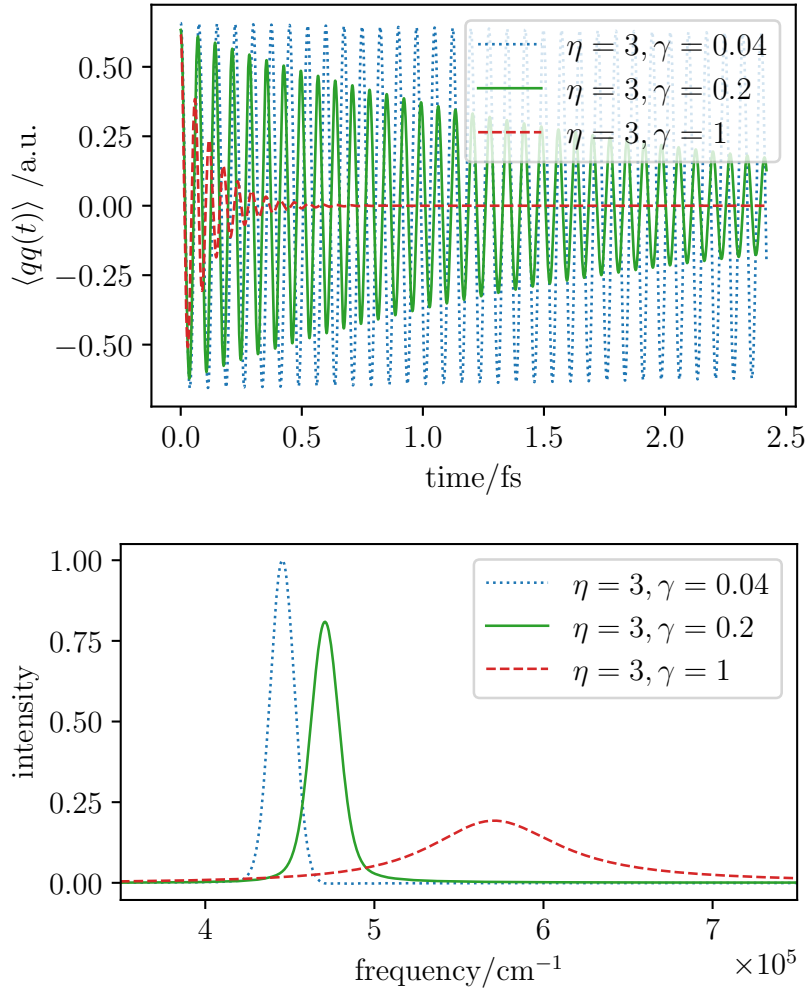 0.50
0.25
0.00
−0.25
−0.50
⟨qq(t)⟩ /a.u.
η = 3, γ = 0.04
η = 3, γ = 0.2
η = 3, γ = 1
0.0 0.5 1.0 1.5 2.0 2.5
time/fs
1.00
0.75
0.50
0.25
0.00
intensity
η = 3, γ = 0.04
η = 3, γ = 0.2
η = 3, γ = 1
4 5 6 7
×10⁵
frequency/cm⁻¹